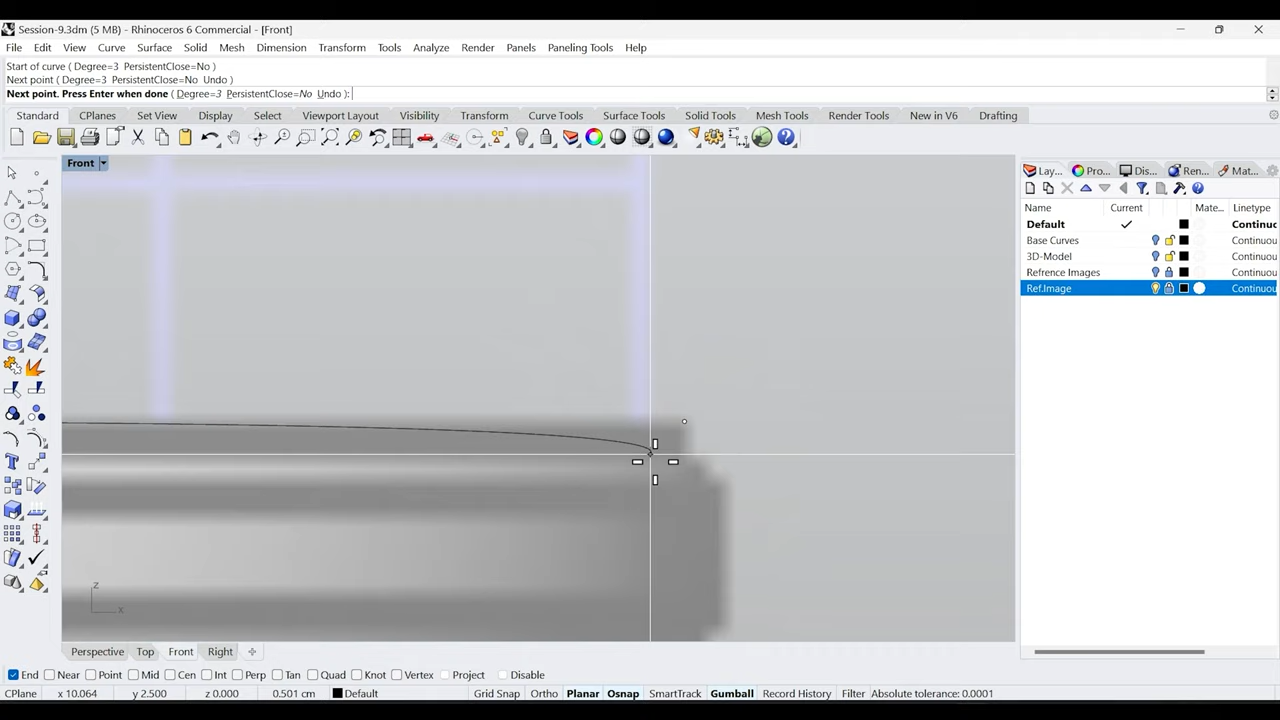 Session-9.3dm (5 MB) - Rhinoceros 6 Commercial - [Front]
File Edit View Curve Surface Solid Mesh Dimension Transform Tools Analyze Render Panels Paneling Tools Help
Start of curve ( Degree=3 PersistentClose=No )
Next point ( Degree=3 PersistentClose=No Undo )
Next point. Press Enter when done ( Degree=3 PersistentClose=No Undo ):
Standard CPlanes Set View Display Select Viewport Layout Visibility Transform Curve Tools Surface Tools Solid Tools Mesh Tools Render Tools New in V6 Drafting
Front
Lay... Pro... Dis... Ren... Mat...
Name Current Mate... Linetype
Default Continuc
Base Curves Continuou
3D-Model Continuou
Refrence Images Continuou
Ref.Image Continuou
z
x
Perspective Top Front Right
End Near Point Mid Cen Int Perp Tan Quad Knot Vertex Project Disable
CPlane x 10.064 y 2.500 z 0.000 0.501 cm Default Grid Snap Ortho Planar Osnap SmartTrack Gumball Record History Filter Absolute tolerance: 0.0001